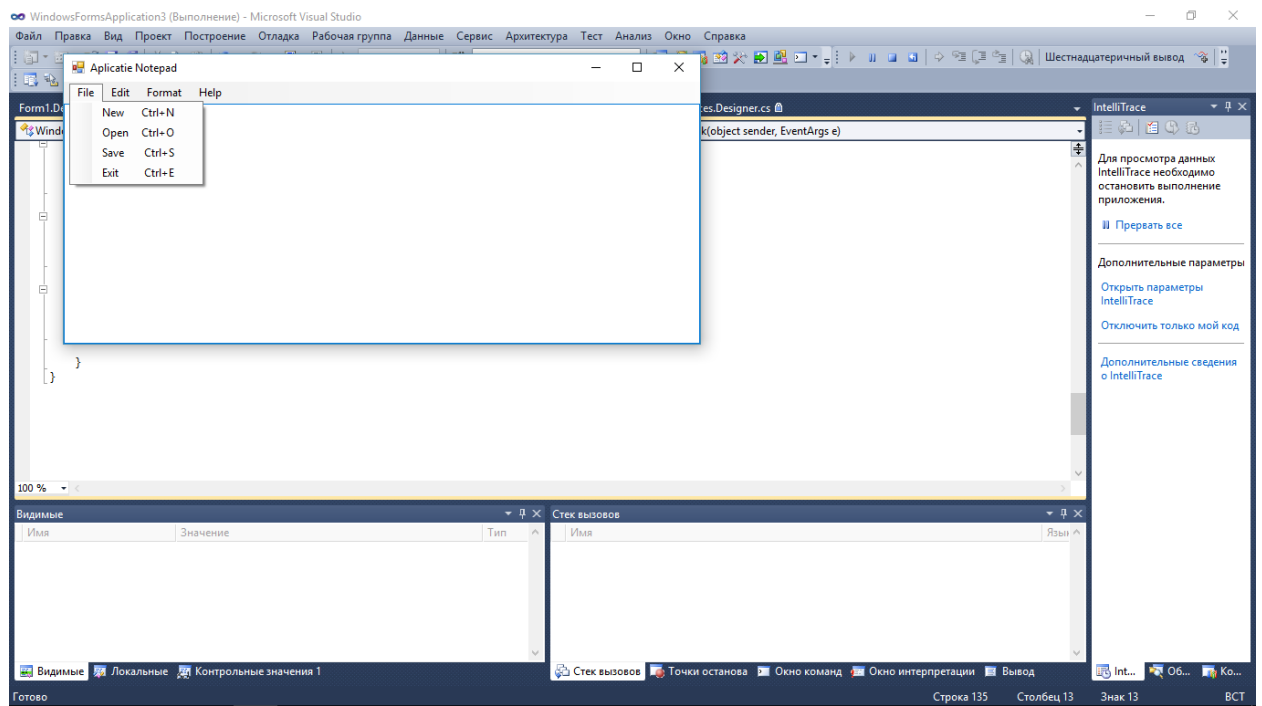 WindowsFormsApplication3 (Выполнение) - Microsoft Visual Studio
Файл Правка Вид Проект Построение Отладка Рабочая группа Данные Сервис Архитектура Тест Анализ Окно Справка
Шестнадцатеричный вывод
Aplicatie Notepad
File Edit Format Help
New Ctrl+N
Open Ctrl+O
Save Ctrl+S
Exit Ctrl+E
Form1.De
es.Designer.cs
Wind
k(object sender, EventArgs e)
}
}
100 %
IntelliTrace
Для просмотра данных
IntelliTrace необходимо
остановить выполнение
приложения.
Прервать все
Дополнительные параметры
Открыть параметры
IntelliTrace
Отключить только мой код
Дополнительные сведения
о IntelliTrace
Видимые
Имя Значение Тип
Стек вызовов
Имя Язы
Видимые Локальные Контрольные значения 1
Стек вызовов Точки останова Окно команд Окно интерпретации Вывод
Int... Об... Ко...
Готово Строка 135 Столбец 13 Знак 13 ВСТ